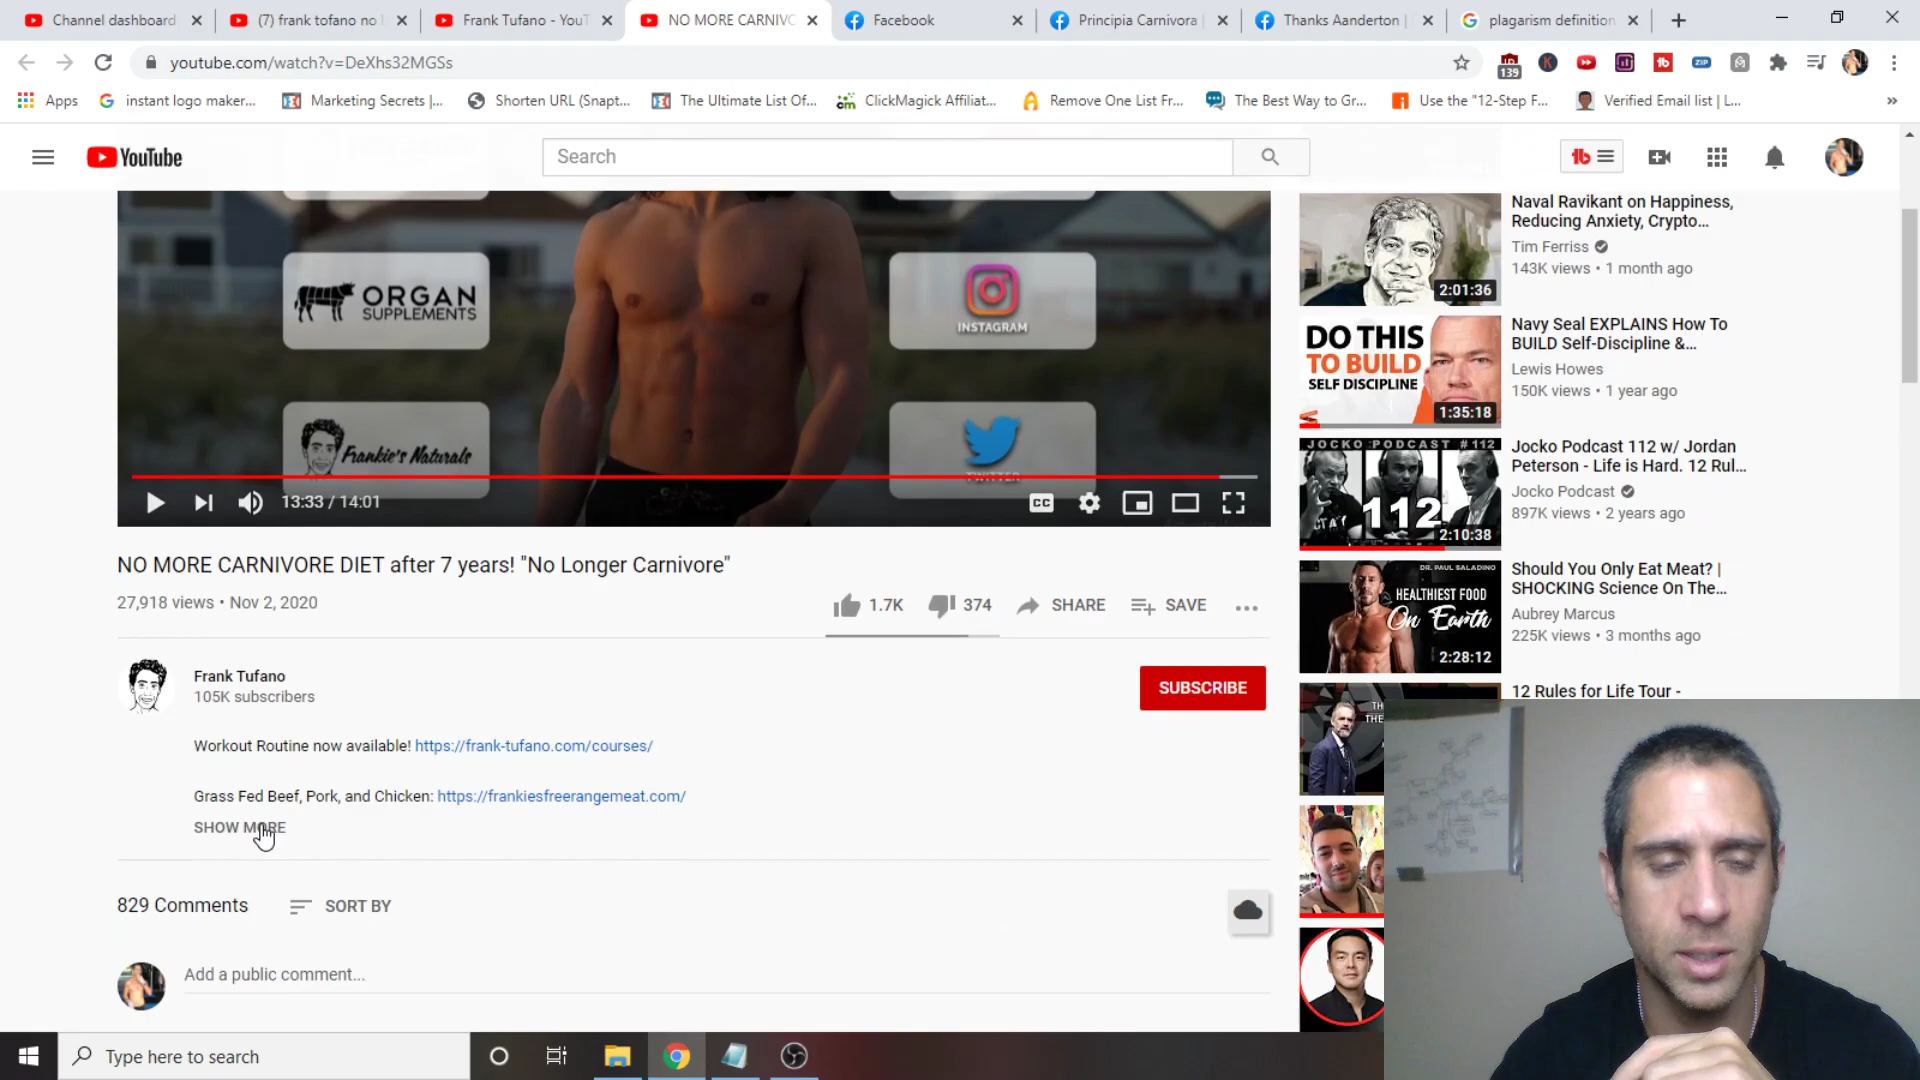 Channel dashboard
(7) frank tofano no l
Frank Tufano - YouT
NO MORE CARNIVO
Facebook
Principia Carnivora |
Thanks Aanderton |
plagarism definition
youtube.com/watch?v=DeXhs32MGSs
139
ZIP
Apps
instant logo maker...
Marketing Secrets |...
Shorten URL (Snapt...
The Ultimate List Of...
ClickMagick Affiliat...
Remove One List Fr...
The Best Way to Gr...
Use the "12-Step F...
Verified Email list | L...
YouTube
Search
ORGAN
SUPPLEMENTS
INSTAGRAM
Frankie's Naturals
TWITTER
13:33 / 14:01
CC
NO MORE CARNIVORE DIET after 7 years! "No Longer Carnivore"
27,918 views • Nov 2, 2020
1.7K
374
SHARE
SAVE
Frank Tufano
105K subscribers
SUBSCRIBE
Workout Routine now available! https://frank-tufano.com/courses/
Grass Fed Beef, Pork, and Chicken: https://frankiesfreerangemeat.com/
SHOW MORE
829 Comments
SORT BY
Add a public comment...
Naval Ravikant on Happiness,
Reducing Anxiety, Crypto...
Tim Ferriss
143K views • 1 month ago
2:01:36
DO THIS
TO BUILD
SELF DISCIPLINE
1:35:18
Navy Seal EXPLAINS How To
BUILD Self-Discipline &...
Lewis Howes
150K views • 1 year ago
JOCKO PODCAST #112
112
2:10:38
Jocko Podcast 112 w/ Jordan
Peterson - Life is Hard. 12 Rul...
Jocko Podcast
897K views • 2 years ago
DR. PAUL SALADINO
HEALTHIEST FOOD
On Earth
2:28:12
Should You Only Eat Meat? |
SHOCKING Science On The...
Aubrey Marcus
225K views • 3 months ago
12 Rules for Life Tour -
Type here to search